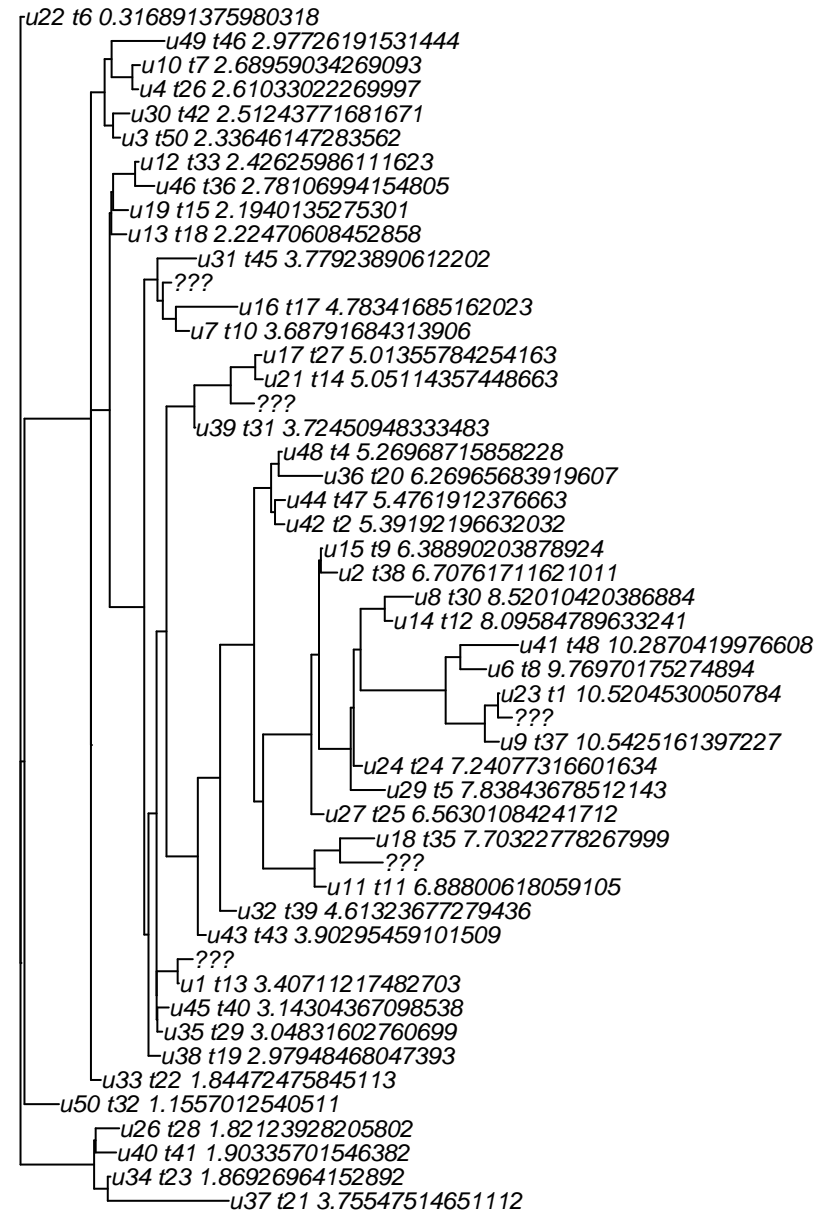 u22 t6 0.316891375980318
u49 t46 2.97726191531444
u10 t7 2.68959034269093
u4 t26 2.61033022269997
u30 t42 2.51243771681671
u3 t50 2.33646147283562
u12 t33 2.42625986111623
u46 t36 2.78106994154805
u19 t15 2.1940135275301
u13 t18 2.22470608452858
u31 t45 3.77923890612202
???
u16 t17 4.78341685162023
u7 t10 3.68791684313906
u17 t27 5.01355784254163
u21 t14 5.05114357448663
???
u39 t31 3.72450948333483
u48 t4 5.26968715858228
u36 t20 6.26965683919607
u44 t47 5.4761912376663
u42 t2 5.39192196632032
u15 t9 6.38890203878924
u2 t38 6.70761711621011
u8 t30 8.52010420386884
u14 t12 8.09584789633241
u41 t48 10.2870419976608
u6 t8 9.76970175274894
u23 t1 10.5204530050784
???
u9 t37 10.5425161397227
u24 t24 7.24077316601634
u29 t5 7.83843678512143
u27 t25 6.56301084241712
u18 t35 7.70322778267999
???
u11 t11 6.88800618059105
u32 t39 4.61323677279436
u43 t43 3.90295459101509
???
u1 t13 3.40711217482703
u45 t40 3.14304367098538
u35 t29 3.04831602760699
u38 t19 2.97948468047393
u33 t22 1.84472475845113
u50 t32 1.1557012540511
u26 t28 1.82123928205802
u40 t41 1.90335701546382
u34 t23 1.86926964152892
u37 t21 3.75547514651112